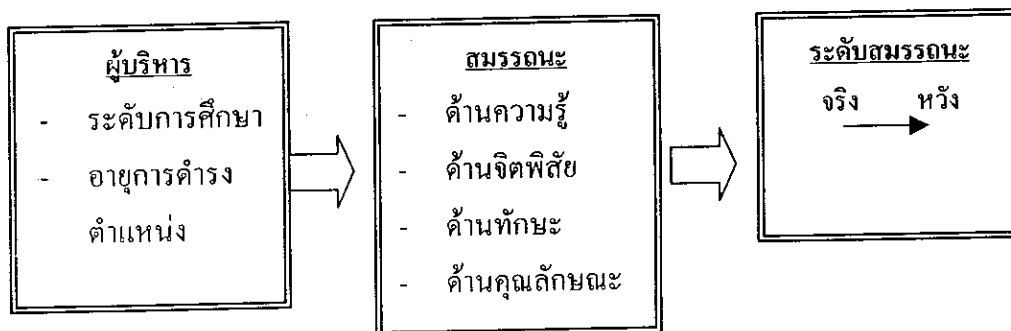 ผู้บริหาร
- ระดับการศึกษา
- อายุการดำรง
ตำแหน่ง
สมรรถนะ
- ด้านความรู้
- ด้านจิตพิสัย
- ด้านทักษะ
- ด้านคุณลักษณะ
ระดับสมรรถนะ
จริง หวัง